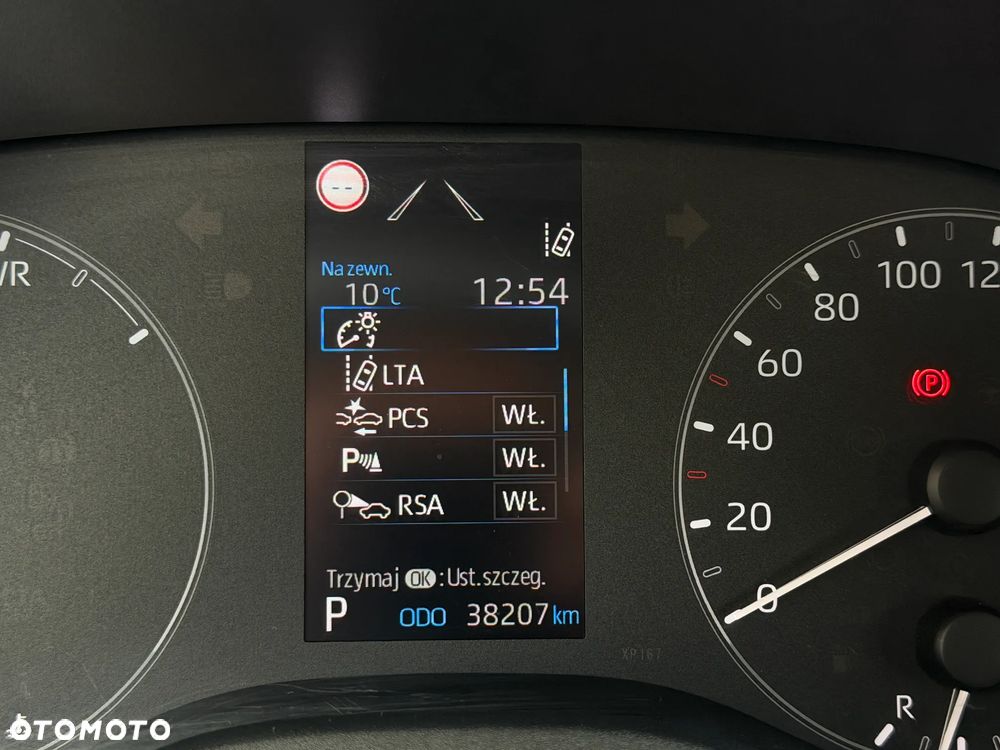 --
Na zewn.
10°C 12:54
LTA
PCS WŁ.
P WŁ.
RSA WŁ.
Trzymaj OK : Ust. szczeg.
P ODO 38207 km
0
20
40
60
80
100
P
R
XP167
OTOMOTO